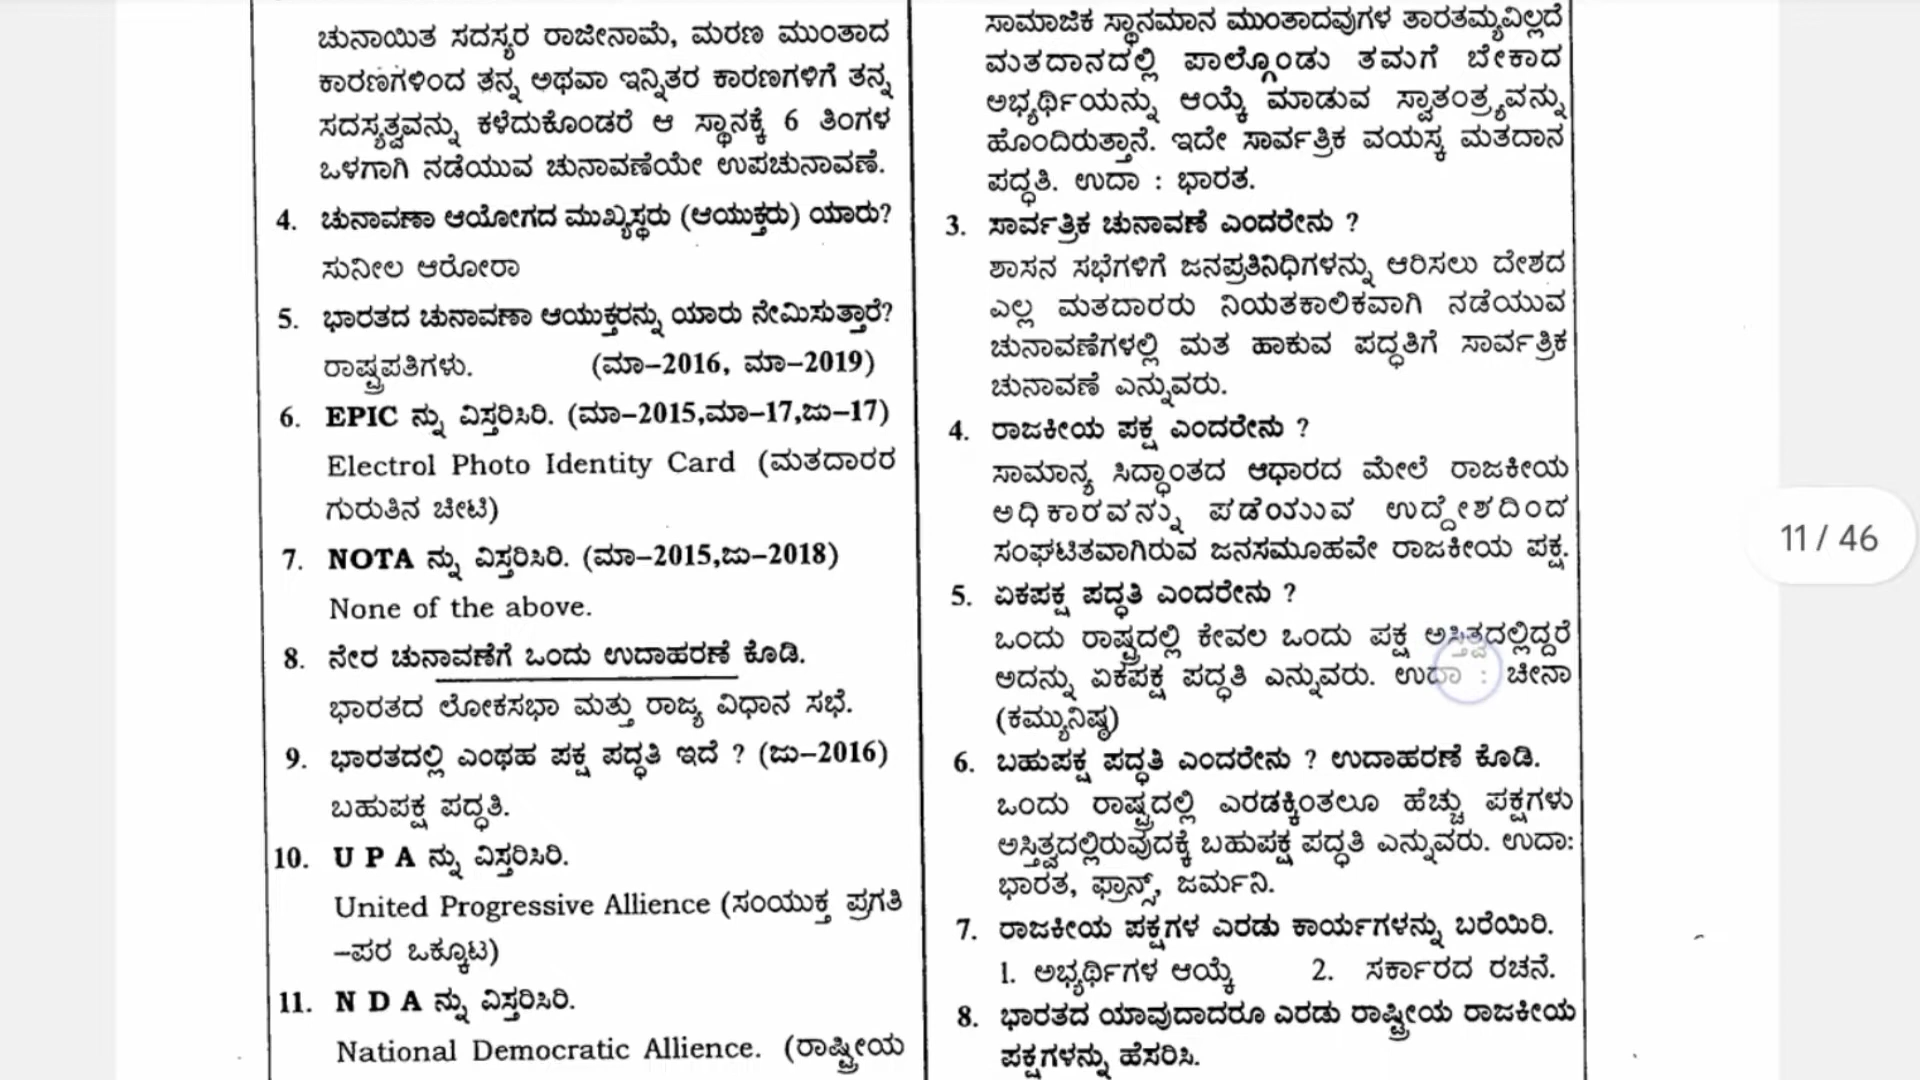 ಚುನಾಯಿತ ಸದಸ್ಯರ ರಾಜೀನಾಮೆ, ಮರಣ ಮುಂತಾದ
ಕಾರಣಗಳಿಂದ ತನ್ನ ಅಥವಾ ಇನ್ನಿತರ ಕಾರಣಗಳಿಗೆ ತನ್ನ
ಸದಸ್ಯತ್ವವನ್ನು ಕಳೆದುಕೊಂಡರೆ ಆ ಸ್ಥಾನಕ್ಕೆ 6 ತಿಂಗಳ
ಒಳಗಾಗಿ ನಡೆಯುವ ಚುನಾವಣೆಯೇ ಉಪಚುನಾವಣೆ.
4. ಚುನಾವಣಾ ಆಯೋಗದ ಮುಖ್ಯಸ್ಥರು (ಆಯುಕ್ತರು) ಯಾರು?
ಸುನೀಲ ಆರೋರಾ
5. ಭಾರತದ ಚುನಾವಣಾ ಆಯುಕ್ತರನ್ನು ಯಾರು ನೇಮಿಸುತ್ತಾರೆ?
ರಾಷ್ಟ್ರಪತಿಗಳು. (ಮಾ–2016, ಮಾ–2019)
6. EPIC ನ್ನು ವಿಸ್ತರಿಸಿರಿ. (ಮಾ–2015,ಮಾ–17,ಜು–17)
Electrol Photo Identity Card (ಮತದಾರರ
ಗುರುತಿನ ಚೀಟಿ)
7. NOTA ನ್ನು ವಿಸ್ತರಿಸಿರಿ. (ಮಾ–2015,ಜು–2018)
None of the above.
8. ನೇರ ಚುನಾವಣೆಗೆ ಒಂದು ಉದಾಹರಣೆ ಕೊಡಿ.
ಭಾರತದ ಲೋಕಸಭಾ ಮತ್ತು ರಾಜ್ಯ ವಿಧಾನ ಸಭೆ.
9. ಭಾರತದಲ್ಲಿ ಎಂಥಹ ಪಕ್ಷ ಪದ್ಧತಿ ಇದೆ ? (ಜು–2016)
ಬಹುಪಕ್ಷ ಪದ್ಧತಿ.
10. U P A ನ್ನು ವಿಸ್ತರಿಸಿರಿ.
United Progressive Allience (ಸಂಯುಕ್ತ ಪ್ರಗತಿ
–ಪರ ಒಕ್ಕೂಟ)
11. N D A ನ್ನು ವಿಸ್ತರಿಸಿರಿ.
National Democratic Allience. (ರಾಷ್ಟ್ರೀಯ
ಸಾಮಾಜಿಕ ಸ್ಥಾನಮಾನ ಮುಂತಾದವುಗಳ ತಾರತಮ್ಯವಿಲ್ಲದೆ
ಮತದಾನದಲ್ಲಿ ಪಾಲ್ಗೊಂಡು ತಮಗೆ ಬೇಕಾದ
ಅಭ್ಯರ್ಥಿಯನ್ನು ಆಯ್ಕೆ ಮಾಡುವ ಸ್ವಾತಂತ್ರ್ಯವನ್ನು
ಹೊಂದಿರುತ್ತಾನೆ. ಇದೇ ಸಾರ್ವತ್ರಿಕ ವಯಸ್ಕ ಮತದಾನ
ಪದ್ಧತಿ. ಉದಾ : ಭಾರತ.
3. ಸಾರ್ವತ್ರಿಕ ಚುನಾವಣೆ ಎಂದರೇನು ?
ಶಾಸನ ಸಭೆಗಳಿಗೆ ಜನಪ್ರತಿನಿಧಿಗಳನ್ನು ಆರಿಸಲು ದೇಶದ
ಎಲ್ಲ ಮತದಾರರು ನಿಯತಕಾಲಿಕವಾಗಿ ನಡೆಯುವ
ಚುನಾವಣೆಗಳಲ್ಲಿ ಮತ ಹಾಕುವ ಪದ್ಧತಿಗೆ ಸಾರ್ವತ್ರಿಕ
ಚುನಾವಣೆ ಎನ್ನುವರು.
4. ರಾಜಕೀಯ ಪಕ್ಷ ಎಂದರೇನು ?
ಸಾಮಾನ್ಯ ಸಿದ್ಧಾಂತದ ಆಧಾರದ ಮೇಲೆ ರಾಜಕೀಯ
ಅಧಿಕಾರವನ್ನು ಪಡೆಯುವ ಉದ್ದೇಶದಿಂದ
ಸಂಘಟಿತವಾಗಿರುವ ಜನಸಮೂಹವೇ ರಾಜಕೀಯ ಪಕ್ಷ.
5. ಏಕಪಕ್ಷ ಪದ್ಧತಿ ಎಂದರೇನು ?
ಒಂದು ರಾಷ್ಟ್ರದಲ್ಲಿ ಕೇವಲ ಒಂದು ಪಕ್ಷ ಅಸ್ತಿತ್ವದಲ್ಲಿದ್ದರೆ
ಅದನ್ನು ಏಕಪಕ್ಷ ಪದ್ಧತಿ ಎನ್ನುವರು. ಉದಾ : ಚೀನಾ
(ಕಮ್ಯುನಿಷ್ಠ)
6. ಬಹುಪಕ್ಷ ಪದ್ಧತಿ ಎಂದರೇನು ? ಉದಾಹರಣೆ ಕೊಡಿ.
ಒಂದು ರಾಷ್ಟ್ರದಲ್ಲಿ ಎರಡಕ್ಕಿಂತಲೂ ಹೆಚ್ಚು ಪಕ್ಷಗಳು
ಅಸ್ತಿತ್ವದಲ್ಲಿರುವುದಕ್ಕೆ ಬಹುಪಕ್ಷ ಪದ್ಧತಿ ಎನ್ನುವರು. ಉದಾ:
ಭಾರತ, ಫ್ರಾನ್ಸ್, ಜರ್ಮನಿ.
7. ರಾಜಕೀಯ ಪಕ್ಷಗಳ ಎರಡು ಕಾರ್ಯಗಳನ್ನು ಬರೆಯಿರಿ.
1. ಅಭ್ಯರ್ಥಿಗಳ ಆಯ್ಕೆ 2. ಸರ್ಕಾರದ ರಚನೆ.
8. ಭಾರತದ ಯಾವುದಾದರೂ ಎರಡು ರಾಷ್ಟ್ರೀಯ ರಾಜಕೀಯ
ಪಕ್ಷಗಳನ್ನು ಹೆಸರಿಸಿ.
11 / 46